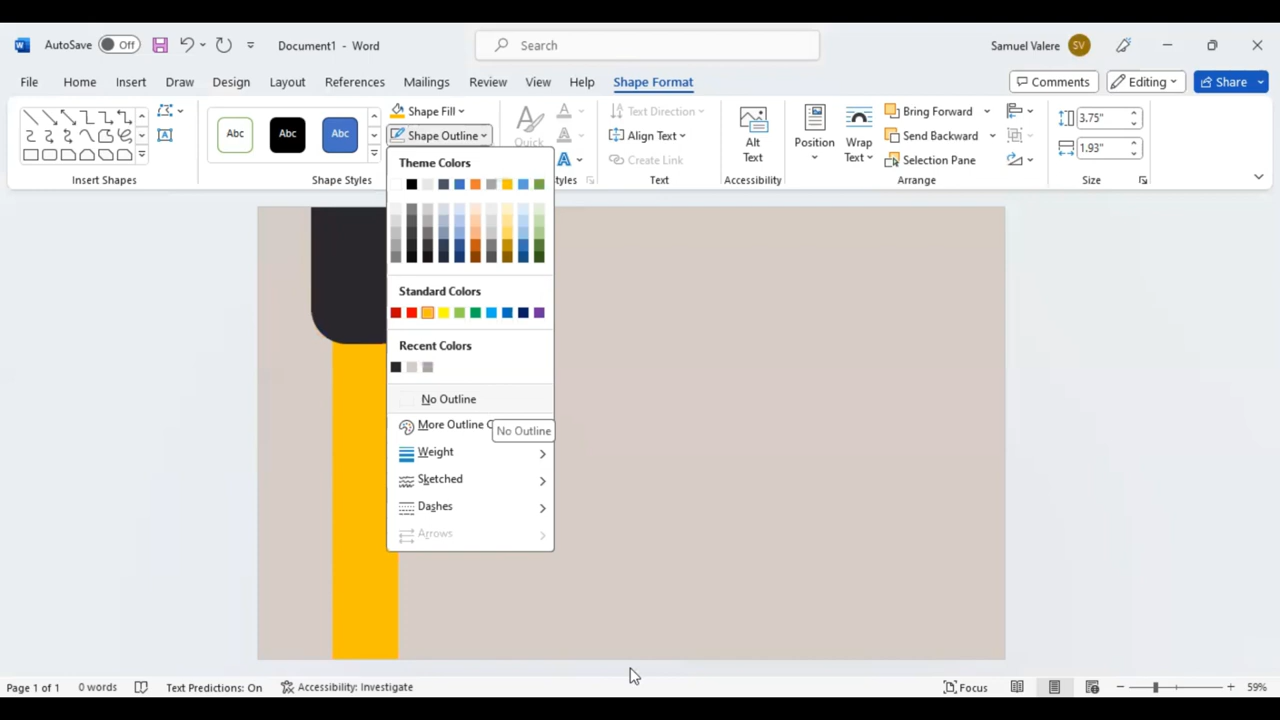 AutoSave Off Document1 - Word Search Samuel Valere SV
File Home Insert Draw Design Layout References Mailings Review View Help Shape Format Comments Editing Share
Abc Abc Abc Shape Fill Text Direction Bring Forward 3.75"
Shape Outline Align Text Send Backward
Quick Alt Text Position Wrap Text 1.93"
Create Link Selection Pane
Insert Shapes Shape Styles Styles Text Accessibility Arrange Size
Theme Colors
Standard Colors
Recent Colors
No Outline
More Outline
No Outline
Weight
Sketched
Dashes
Arrows
Page 1 of 1 0 words Text Predictions: On Accessibility: Investigate Focus 59%